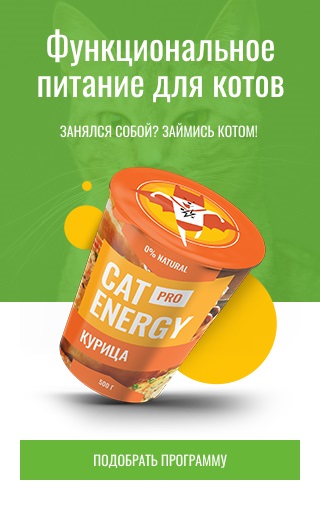 Функциональное
питание для котов
ЗАНЯЛСЯ СОБОЙ? ЗАЙМИСЬ КОТОМ!
0% NATURAL
CAT PRO
ENERGY
КУРИЦА
500 Г
ПОДОБРАТЬ ПРОГРАММУ